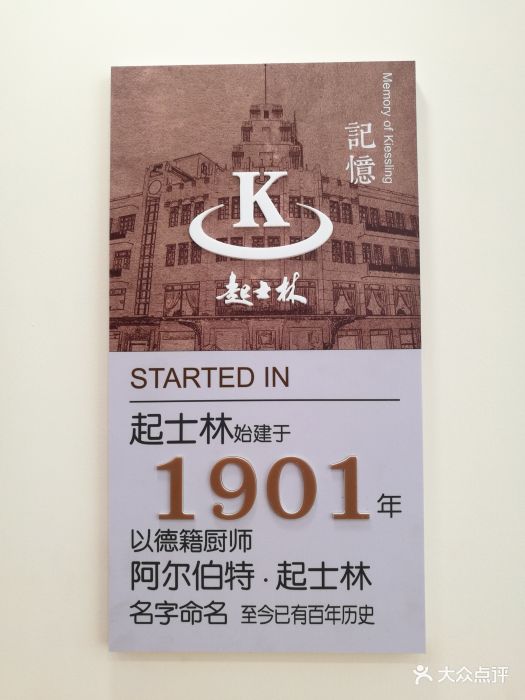 Memory of Kiessling
記憶
K
起士林
STARTED IN
起士林始建于
1901年
以德籍厨师
阿尔伯特·起士林
名字命名 至今已有百年历史
大众点评